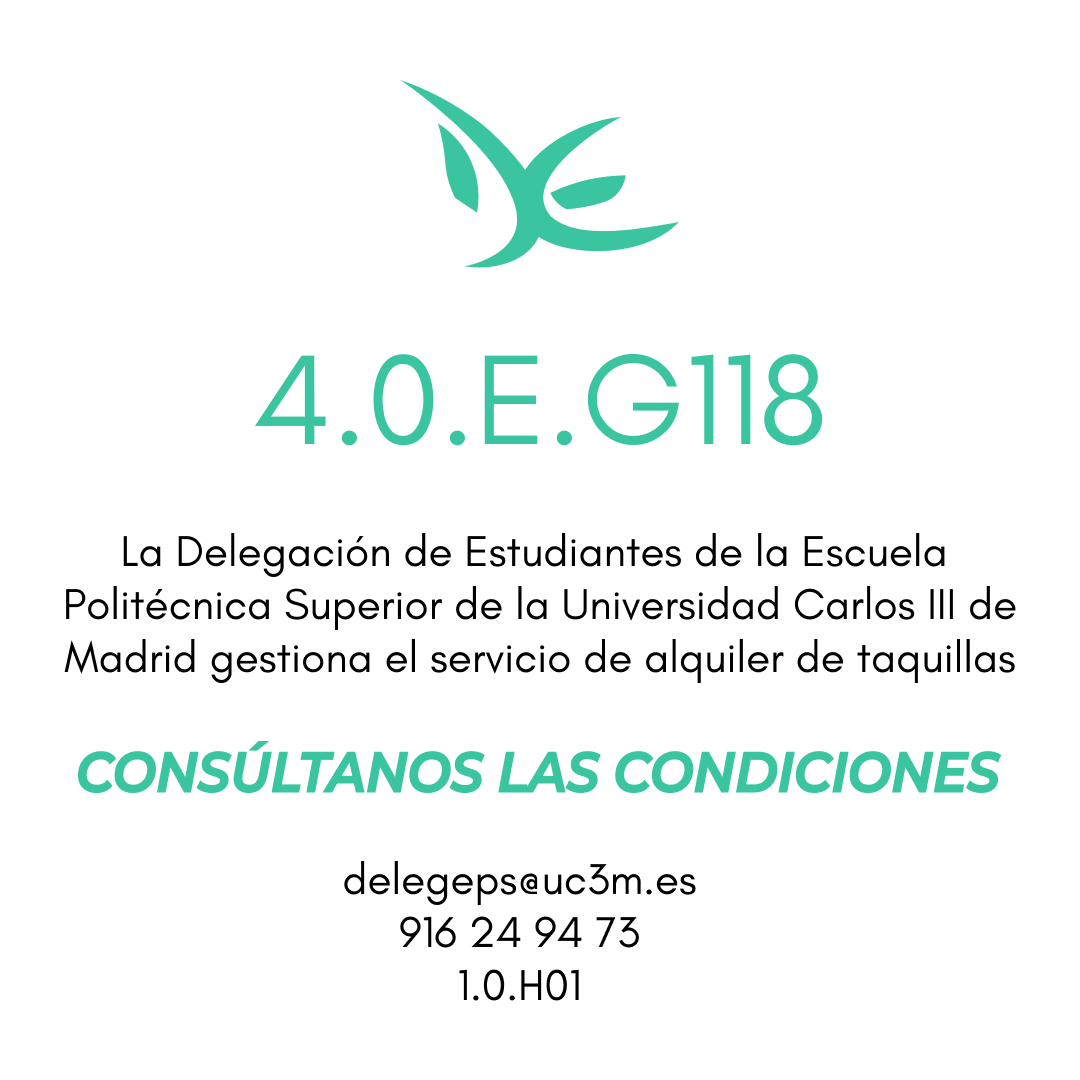 4.0.E.G118
La Delegación de Estudiantes de la Escuela
Politécnica Superior de la Universidad Carlos III de
Madrid gestiona el servicio de alquiler de taquillas
CONSÚLTANOS LAS CONDICIONES
delegeps@uc3m.es
916 24 94 73
1.0.H01